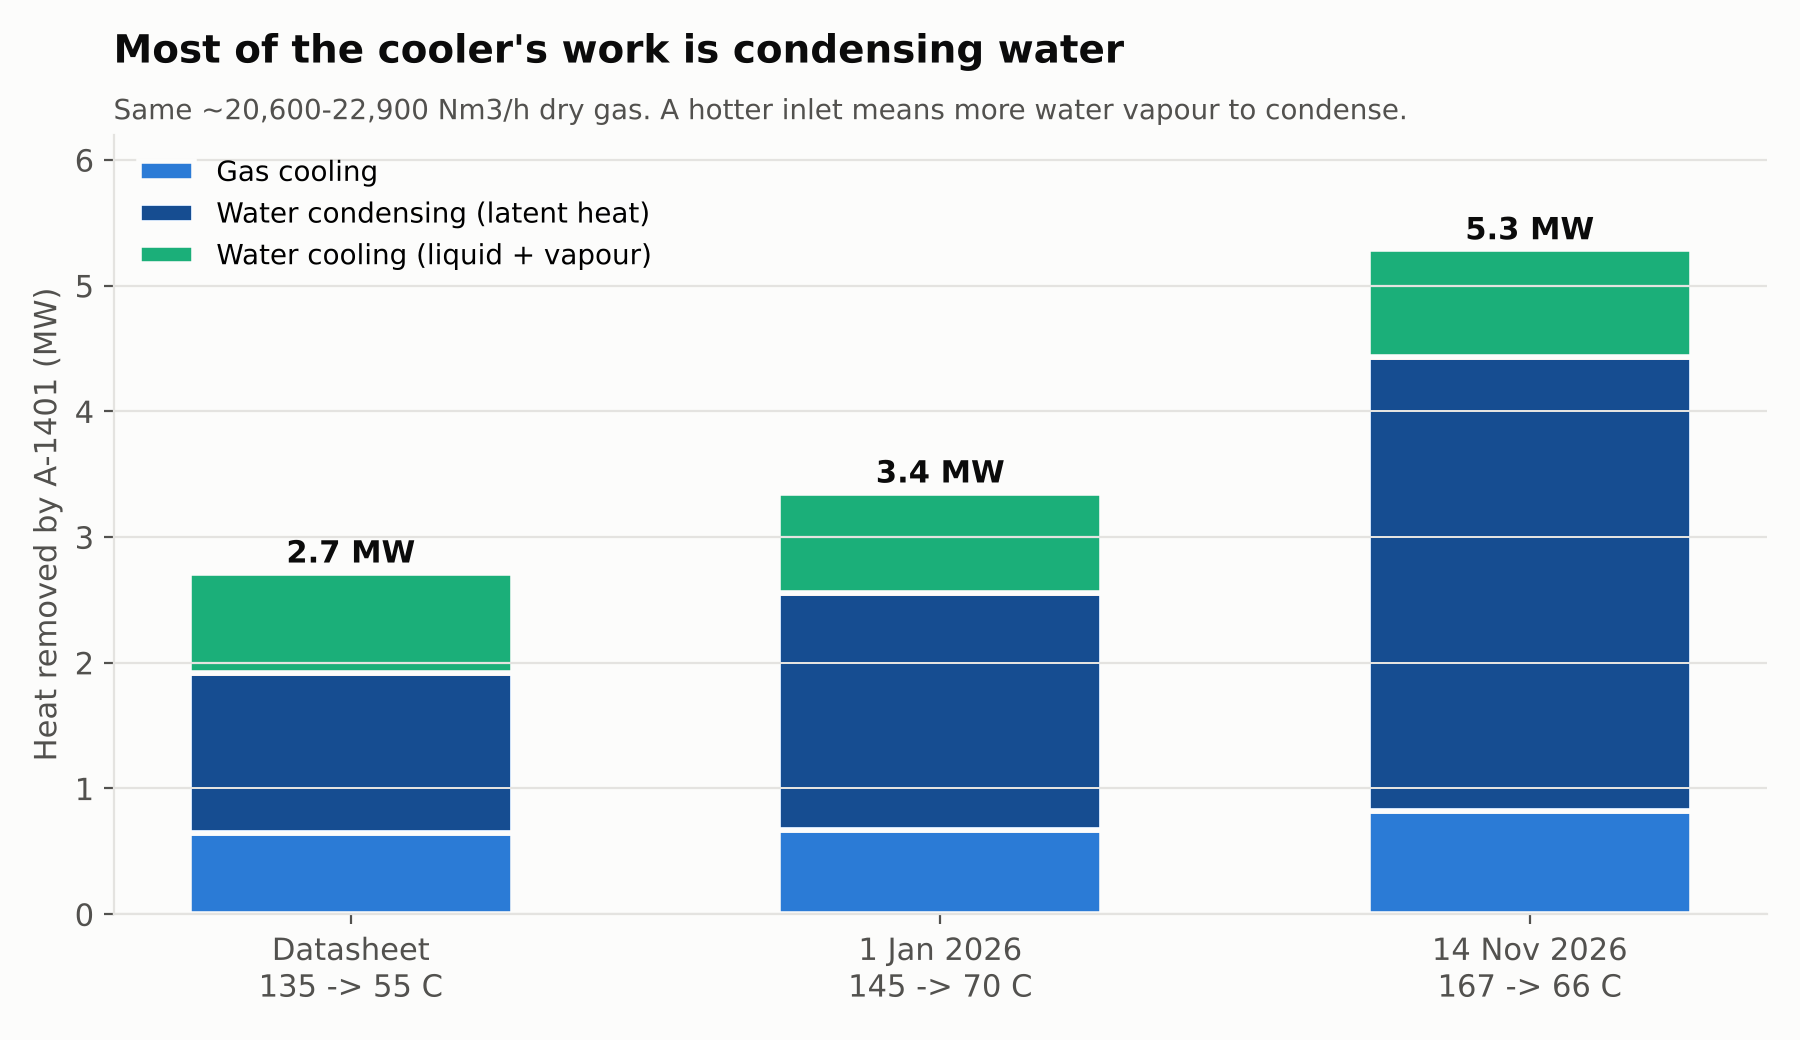 Most of the cooler's work is condensing water
Same ~20,600-22,900 Nm3/h dry gas. A hotter inlet means more water vapour to condense.
Heat removed by A-1401 (MW)
6
5
4
3
2
1
0
Gas cooling
Water condensing (latent heat)
Water cooling (liquid + vapour)
2.7 MW
3.4 MW
5.3 MW
Datasheet
135 -> 55 C
1 Jan 2026
145 -> 70 C
14 Nov 2026
167 -> 66 C